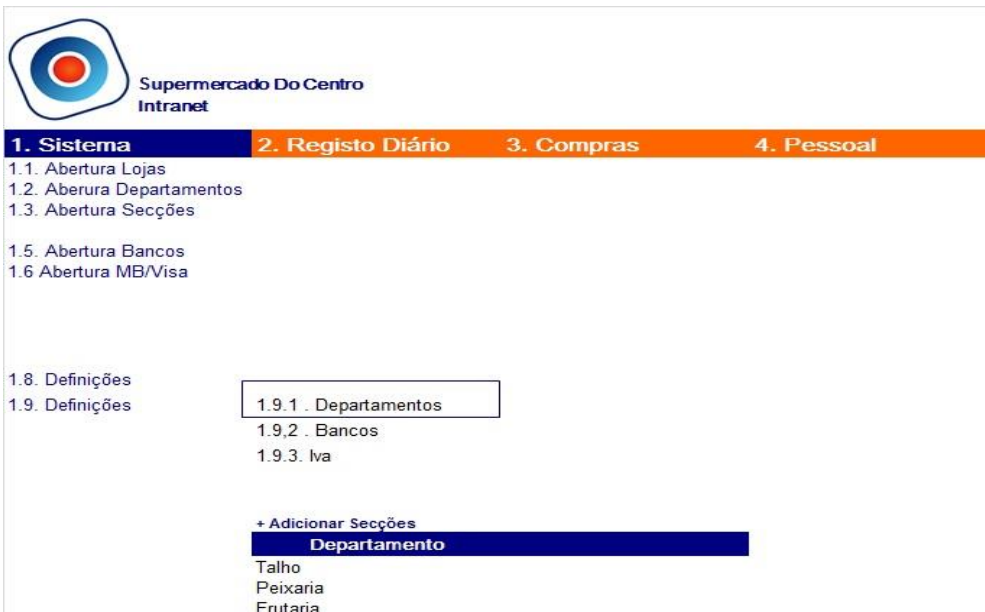 Supermercado Do Centro
Intranet
1. Sistema 2. Registo Diário 3. Compras 4. Pessoal
1.1. Abertura Lojas
1.2. Aberura Departamentos
1.3. Abertura Secções
1.5. Abertura Bancos
1.6 Abertura MB/Visa
1.8. Definições
1.9. Definições 1.9.1 . Departamentos
1.9,2 . Bancos
1.9.3. Iva
+ Adicionar Secções
Departamento
Talho
Peixaria
Frutaria